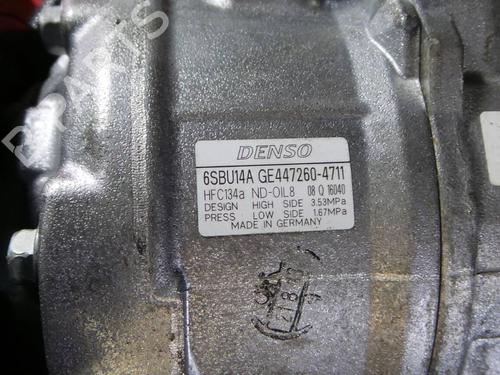 DENSO
6SBU14A GE447260-4711
HFC134a ND-OIL8 08 Q 16040
DESIGN HIGH SIDE 3.53MPa
PRESS LOW SIDE 1.67MPa
MADE IN GERMANY